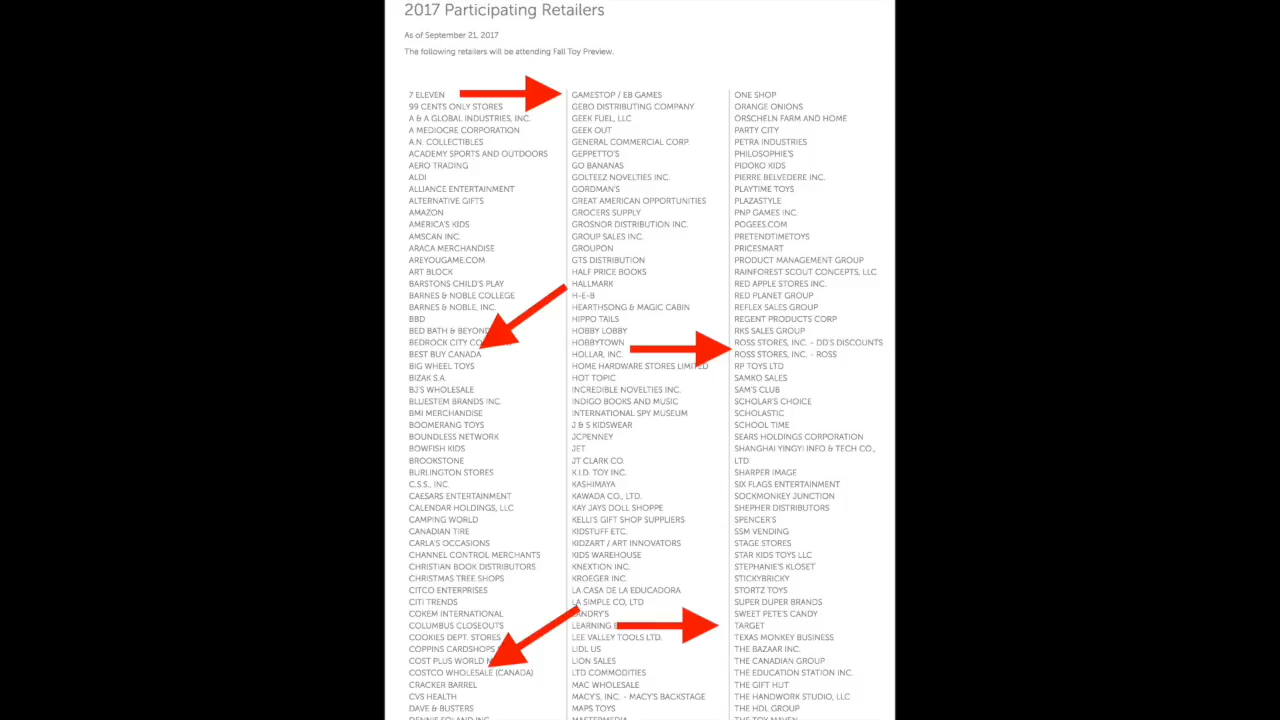 2017 Participating Retailers
As of September 21, 2017
The following retailers will be attending Fall Toy Preview.
7 ELEVEN
99 CENTS ONLY STORES
A & A GLOBAL INDUSTRIES, INC.
A MEDIOCRE CORPORATION
A.N. COLLECTIBLES
ACADEMY SPORTS AND OUTDOORS
AERO TRADING
ALDI
ALLIANCE ENTERTAINMENT
ALTERNATIVE GIFTS
AMAZON
AMERICA'S KIDS
AMSCAN INC.
ARACA MERCHANDISE
AREYOUGAME.COM
ART BLOCK
BARSTONS CHILD'S PLAY
BARNES & NOBLE COLLEGE
BARNES & NOBLE, INC.
BBD
BED BATH & BEYOND
BEDROCK CITY
BEST BUY CANADA
BIG WHEEL TOYS
BIZAK S.A.
BJ'S WHOLESALE
BLUESTEM BRANDS INC.
BMI MERCHANDISE
BOOMERANG TOYS
BOUNDLESS NETWORK
BOWFISH KIDS
BROOKSTONE
BURLINGTON STORES
C.S.S., INC.
CAESARS ENTERTAINMENT
CALENDAR HOLDINGS, LLC
CAMPING WORLD
CANADIAN TIRE
CARLA'S OCCASIONS
CHANNEL CONTROL MERCHANTS
CHRISTIAN BOOK DISTRIBUTORS
CHRISTMAS TREE SHOPS
CITCO ENTERPRISES
CITI TRENDS
COKEM INTERNATIONAL
COLUMBUS CLOSEOUTS
COOKIES DEPT. STORES
COPPINS CARDSHOPS
COST PLUS WORLD
COSTCO WHOLESALE (CANADA)
CRACKER BARREL
CVS HEALTH
DAVE & BUSTERS
DENNIS FOLAND INC.
GAMESTOP / EB GAMES
GEBO DISTRIBUTING COMPANY
GEEK FUEL, LLC
GEEK OUT
GENERAL COMMERCIAL CORP.
GEPPETTO'S
GO BANANAS
GOLTEEZ NOVELTIES INC.
GORDMAN'S
GREAT AMERICAN OPPORTUNITIES
GROCERS SUPPLY
GROSNOR DISTRIBUTION INC.
GROUP SALES INC.
GROUPON
GTS DISTRIBUTION
HALF PRICE BOOKS
HALLMARK
H-E-B
HEARTHSONG & MAGIC CABIN
HIPPO TAILS
HOBBY LOBBY
HOBBYTOWN
HOLLAR, INC.
HOME HARDWARE STORES LIMITED
HOT TOPIC
INCREDIBLE NOVELTIES INC.
INDIGO BOOKS AND MUSIC
INTERNATIONAL SPY MUSEUM
J & S KIDSWEAR
JCPENNEY
JET
JT CLARK CO.
K.I.D. TOY INC.
KASHIMAYA
KAWADA CO., LTD.
KAY JAYS DOLL SHOPPE
KELLI'S GIFT SHOP SUPPLIERS
KIDSTUFF ETC.
KIDZART / ART INNOVATORS
KIDS WAREHOUSE
KNEXTION INC.
KROEGER INC.
LA CASA DE LA EDUCADORA
LA SIMPLE CO, LTD
LANDRY'S
LEARNING
LEE VALLEY TOOLS LTD.
LIDL US
LION SALES
LTD COMMODITIES
MAC WHOLESALE
MACY'S, INC. - MACY'S BACKSTAGE
MAPS TOYS
MASTERMEDIA
ONE SHOP
ORANGE ONIONS
ORSCHELN FARM AND HOME
PARTY CITY
PETRA INDUSTRIES
PHILOSOPHIE'S
PIDOKO KIDS
PIERRE BELVEDERE INC.
PLAYTIME TOYS
PLAZASTYLE
PNP GAMES INC.
POGEES.COM
PRETENDTIMETOYS
PRICESMART
PRODUCT MANAGEMENT GROUP
RAINFOREST SCOUT CONCEPTS, LLC
RED APPLE STORES INC.
RED PLANET GROUP
REFLEX SALES GROUP
REGENT PRODUCTS CORP
RKS SALES GROUP
ROSS STORES, INC. - DD'S DISCOUNTS
ROSS STORES, INC. - ROSS
RP TOYS LTD
SAMKO SALES
SAM'S CLUB
SCHOLAR'S CHOICE
SCHOLASTIC
SCHOOL TIME
SEARS HOLDINGS CORPORATION
SHANGHAI YINGYI INFO & TECH CO.,
LTD
SHARPER IMAGE
SIX FLAGS ENTERTAINMENT
SOCKMONKEY JUNCTION
SHEPHER DISTRIBUTORS
SPENCER'S
SSM VENDING
STAGE STORES
STAR KIDS TOYS LLC
STEPHANIE'S KLOSET
STICKYBRICKY
STORTZ TOYS
SUPER DUPER BRANDS
SWEET PETE'S CANDY
TARGET
TEXAS MONKEY BUSINESS
THE BAZAAR INC.
THE CANADIAN GROUP
THE EDUCATION STATION INC.
THE GIFT HUT
THE HANDWORK STUDIO, LLC
THE HDL GROUP
THE TOY MAVEN